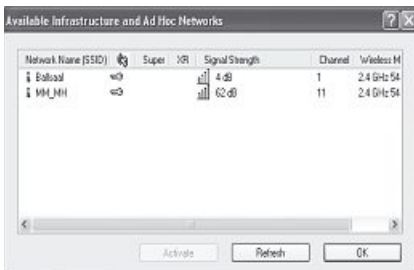 Available Infrastructure and Ad Hoc Networks
Network Name (SSID) Super XR Signal Strength Channel Wireless M
Ballsaal 4 dB 1 2.4 GHz 54
MM_MH 62 dB 11 2.4 GHz 54
Activate Refresh OK